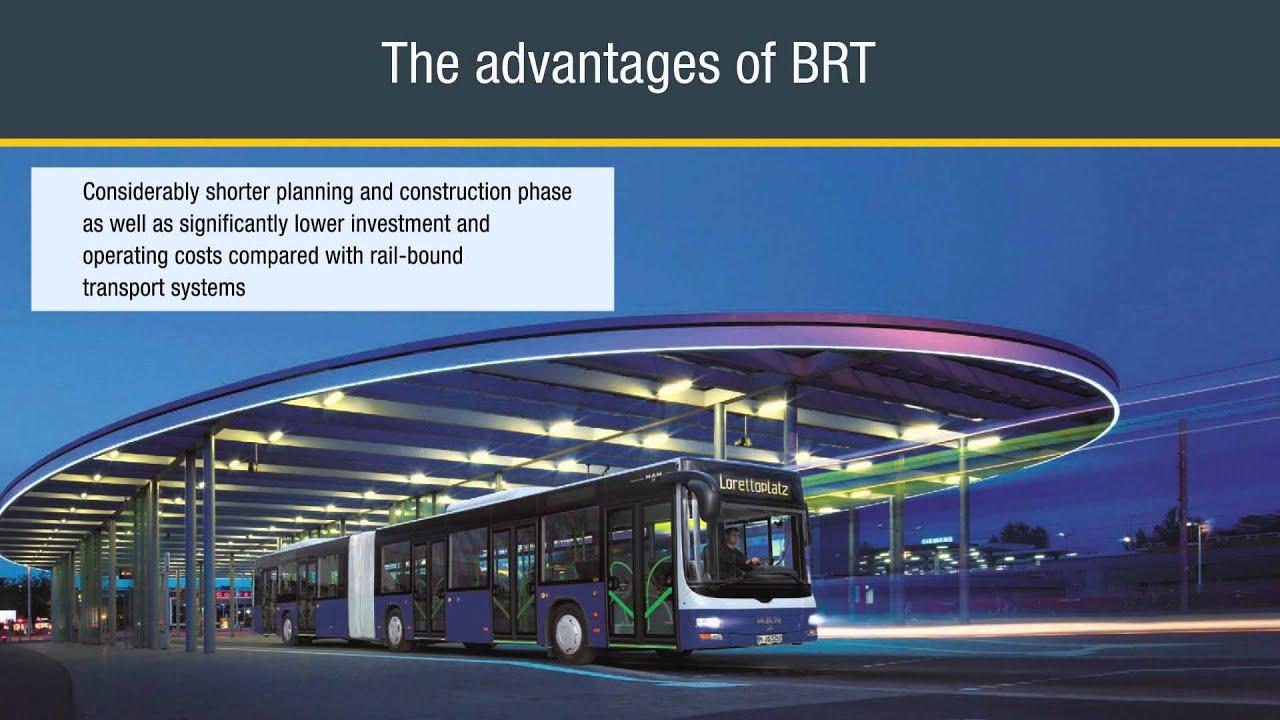 The advantages of BRT
Considerably shorter planning and construction phase
as well as significantly lower investment and
operating costs compared with rail-bound
transport systems
MAN
Lorettoplatz
SIEMENS
MAN